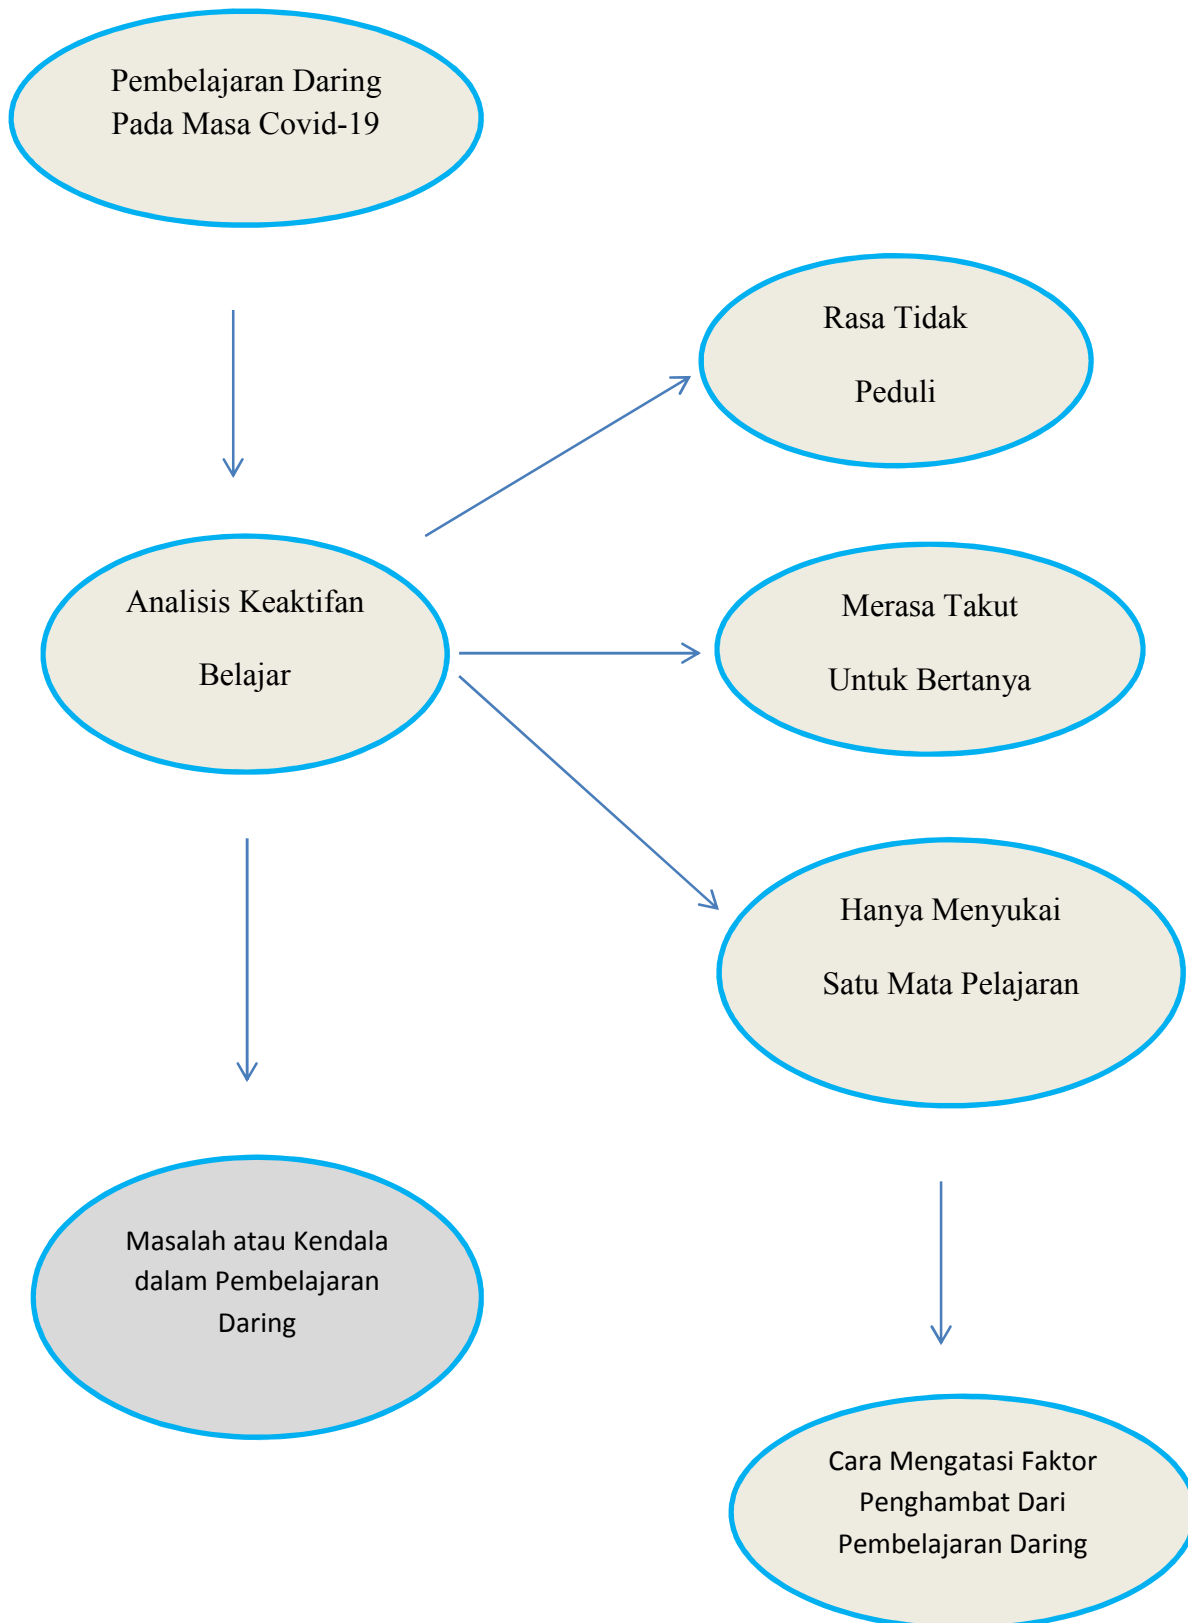 Pembelajaran Daring
Pada Masa Covid-19
Rasa Tidak
Peduli
Analisis Keaktifan
Belajar
Merasa Takut
Untuk Bertanya
Hanya Menyukai
Satu Mata Pelajaran
Masalah atau Kendala
dalam Pembelajaran
Daring
Cara Mengatasi Faktor
Penghambat Dari
Pembelajaran Daring